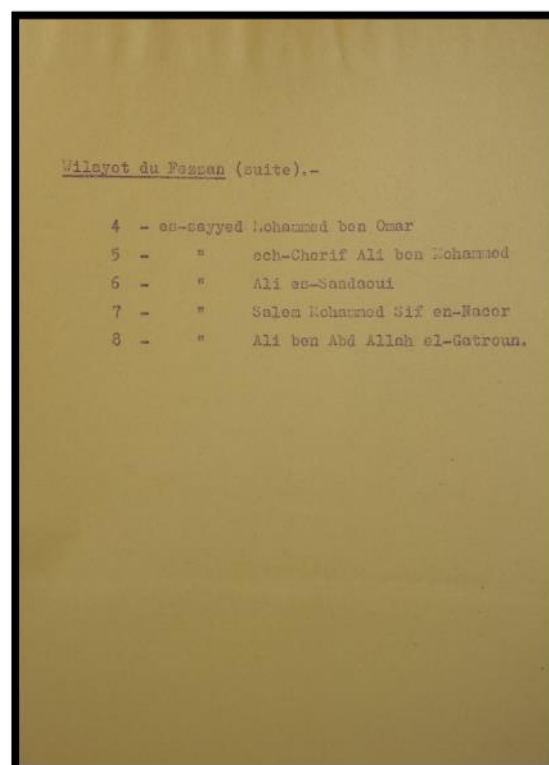 Wilayet du Fezzan (suite).-
4 - es-sayyed Mohammed ben Omar
5 - " ech-Cherif Ali ben Mohammed
6 - " Ali es-Sandaoui
7 - " Salem Mohammed Sif en-Nacer
8 - " Ali ben Abd Allah el-Gatroun.